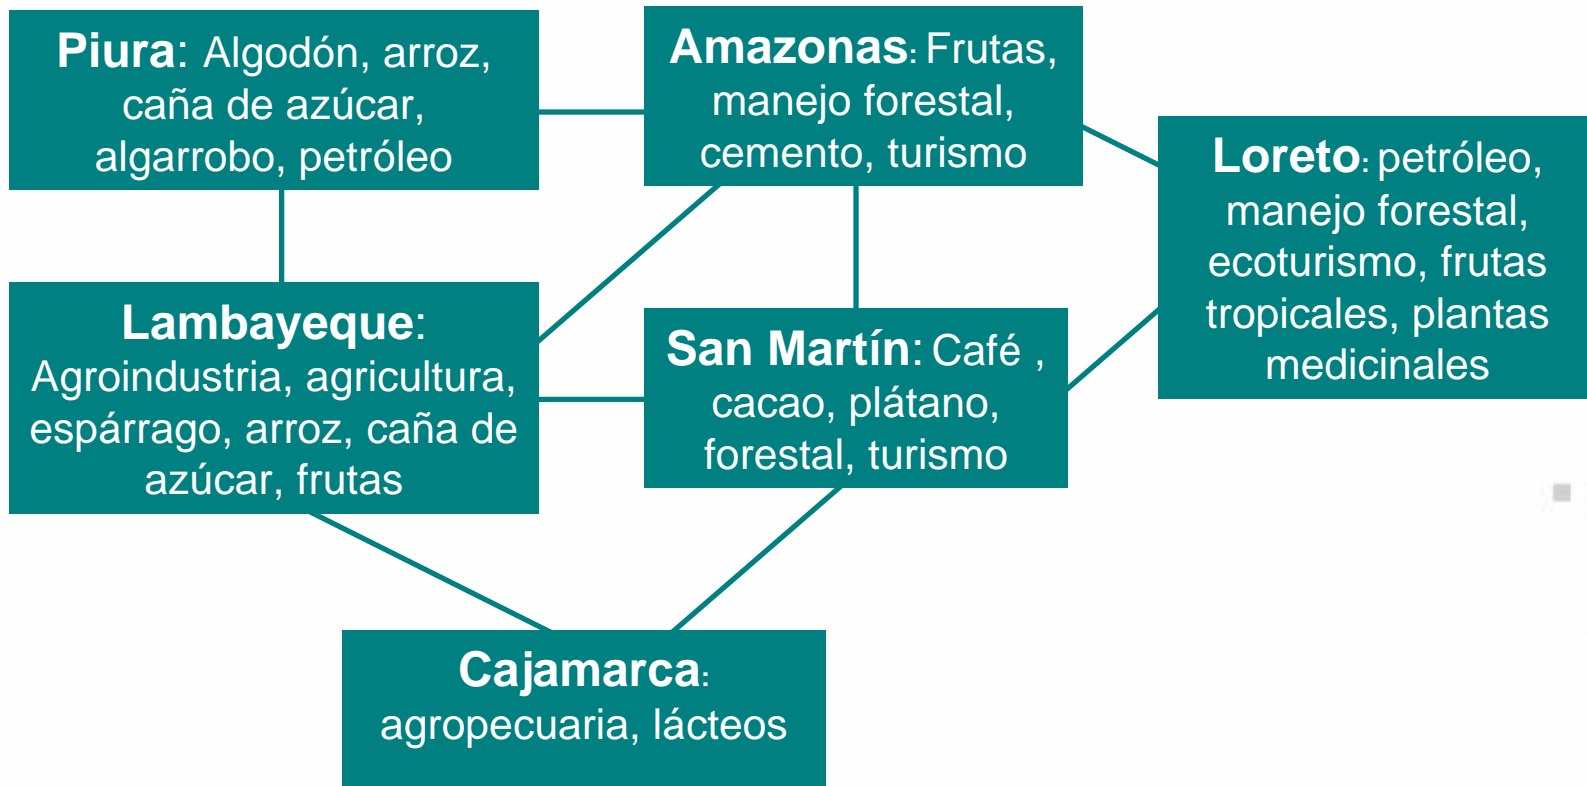 Piura: Algodón, arroz,
caña de azúcar,
algarrobo, petróleo
Amazonas: Frutas,
manejo forestal,
cemento, turismo
Loreto: petróleo,
manejo forestal,
ecoturismo, frutas
tropicales, plantas
medicinales
Lambayeque:
Agroindustria, agricultura,
espárrago, arroz, caña de
azúcar, frutas
San Martín: Café ,
cacao, plátano,
forestal, turismo
Cajamarca:
agropecuaria, lácteos